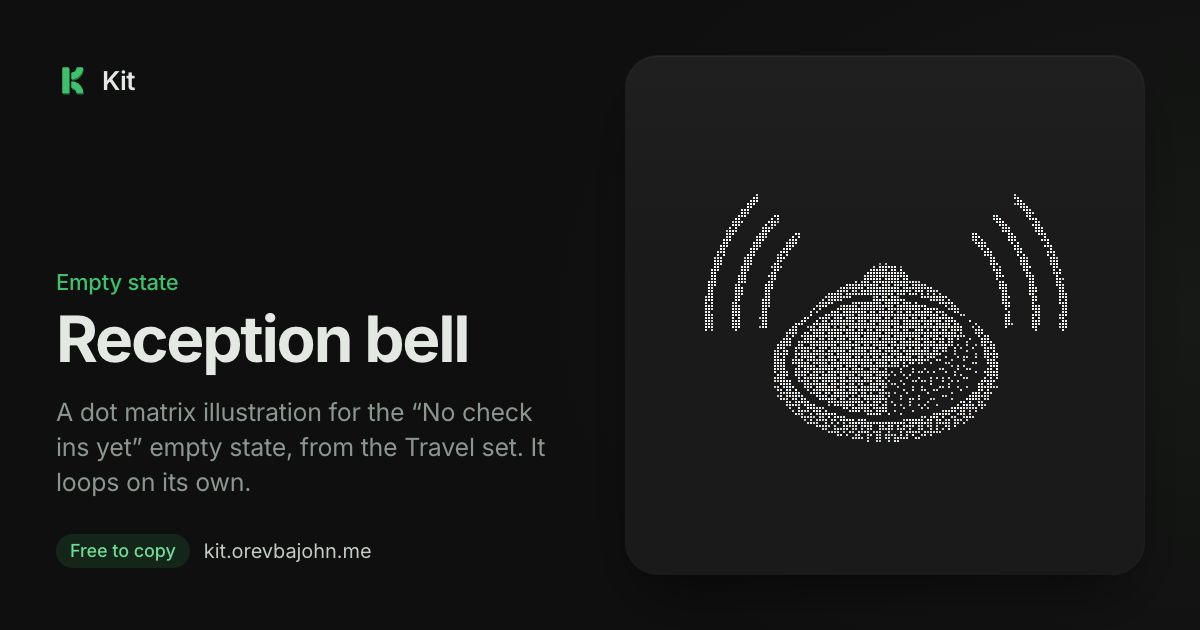 Kit
Empty state
Reception bell
A dot matrix illustration for the “No check
ins yet” empty state, from the Travel set. It
loops on its own.
Free to copy
kit.orevbajohn.me